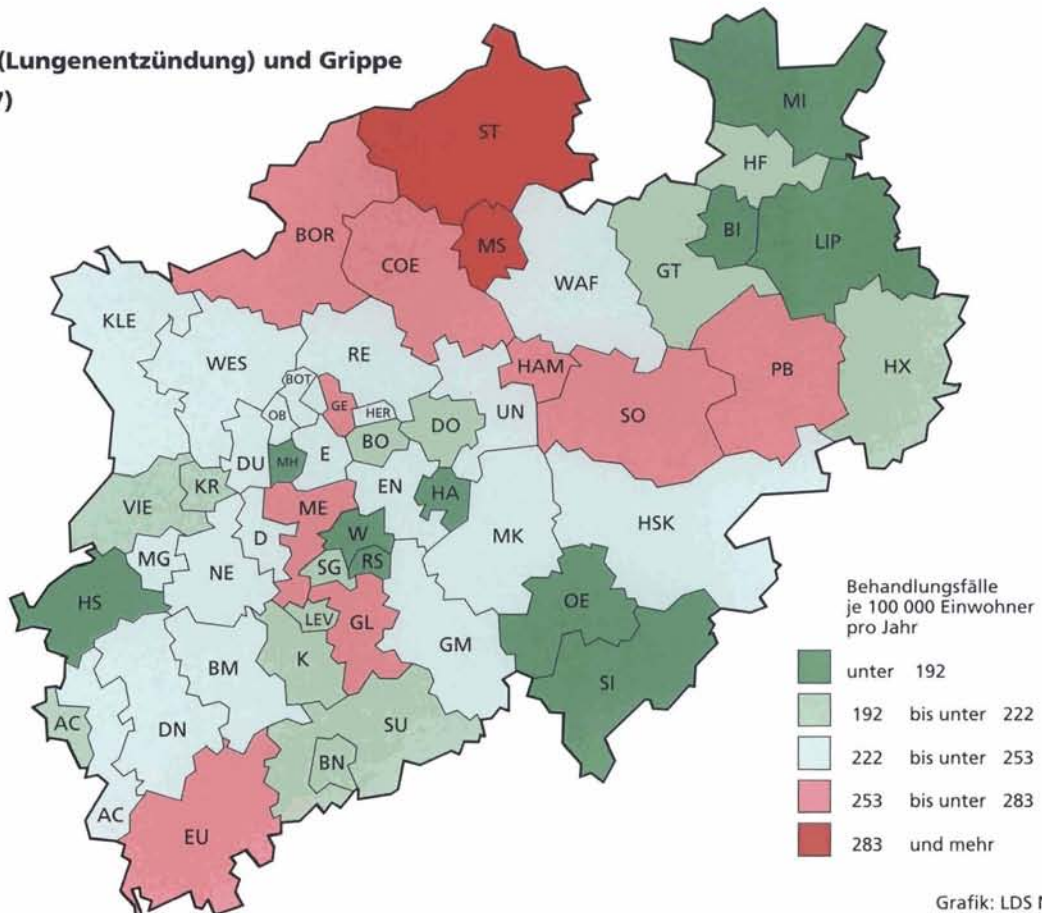 (Lungenentzündung) und Grippe
)
ST
MI
HF
BI
LIP
MS
BOR
COE
GT
WAF
KLE
RE
WES
HAM
PB
HX
BOT
GE
HER
OB
UN
SO
DO
BO
E
DU
MH
KR
EN
HA
VIE
ME
HSK
W
D
MK
MG
SG
RS
NE
HS
OE
LEV
GL
K
GM
BM
SI
AC
SU
DN
BN
AC
EU
Behandlungsfälle
je 100 000 Einwohner
pro Jahr
unter 192
192 bis unter 222
222 bis unter 253
253 bis unter 283
283 und mehr
Grafik: LDS